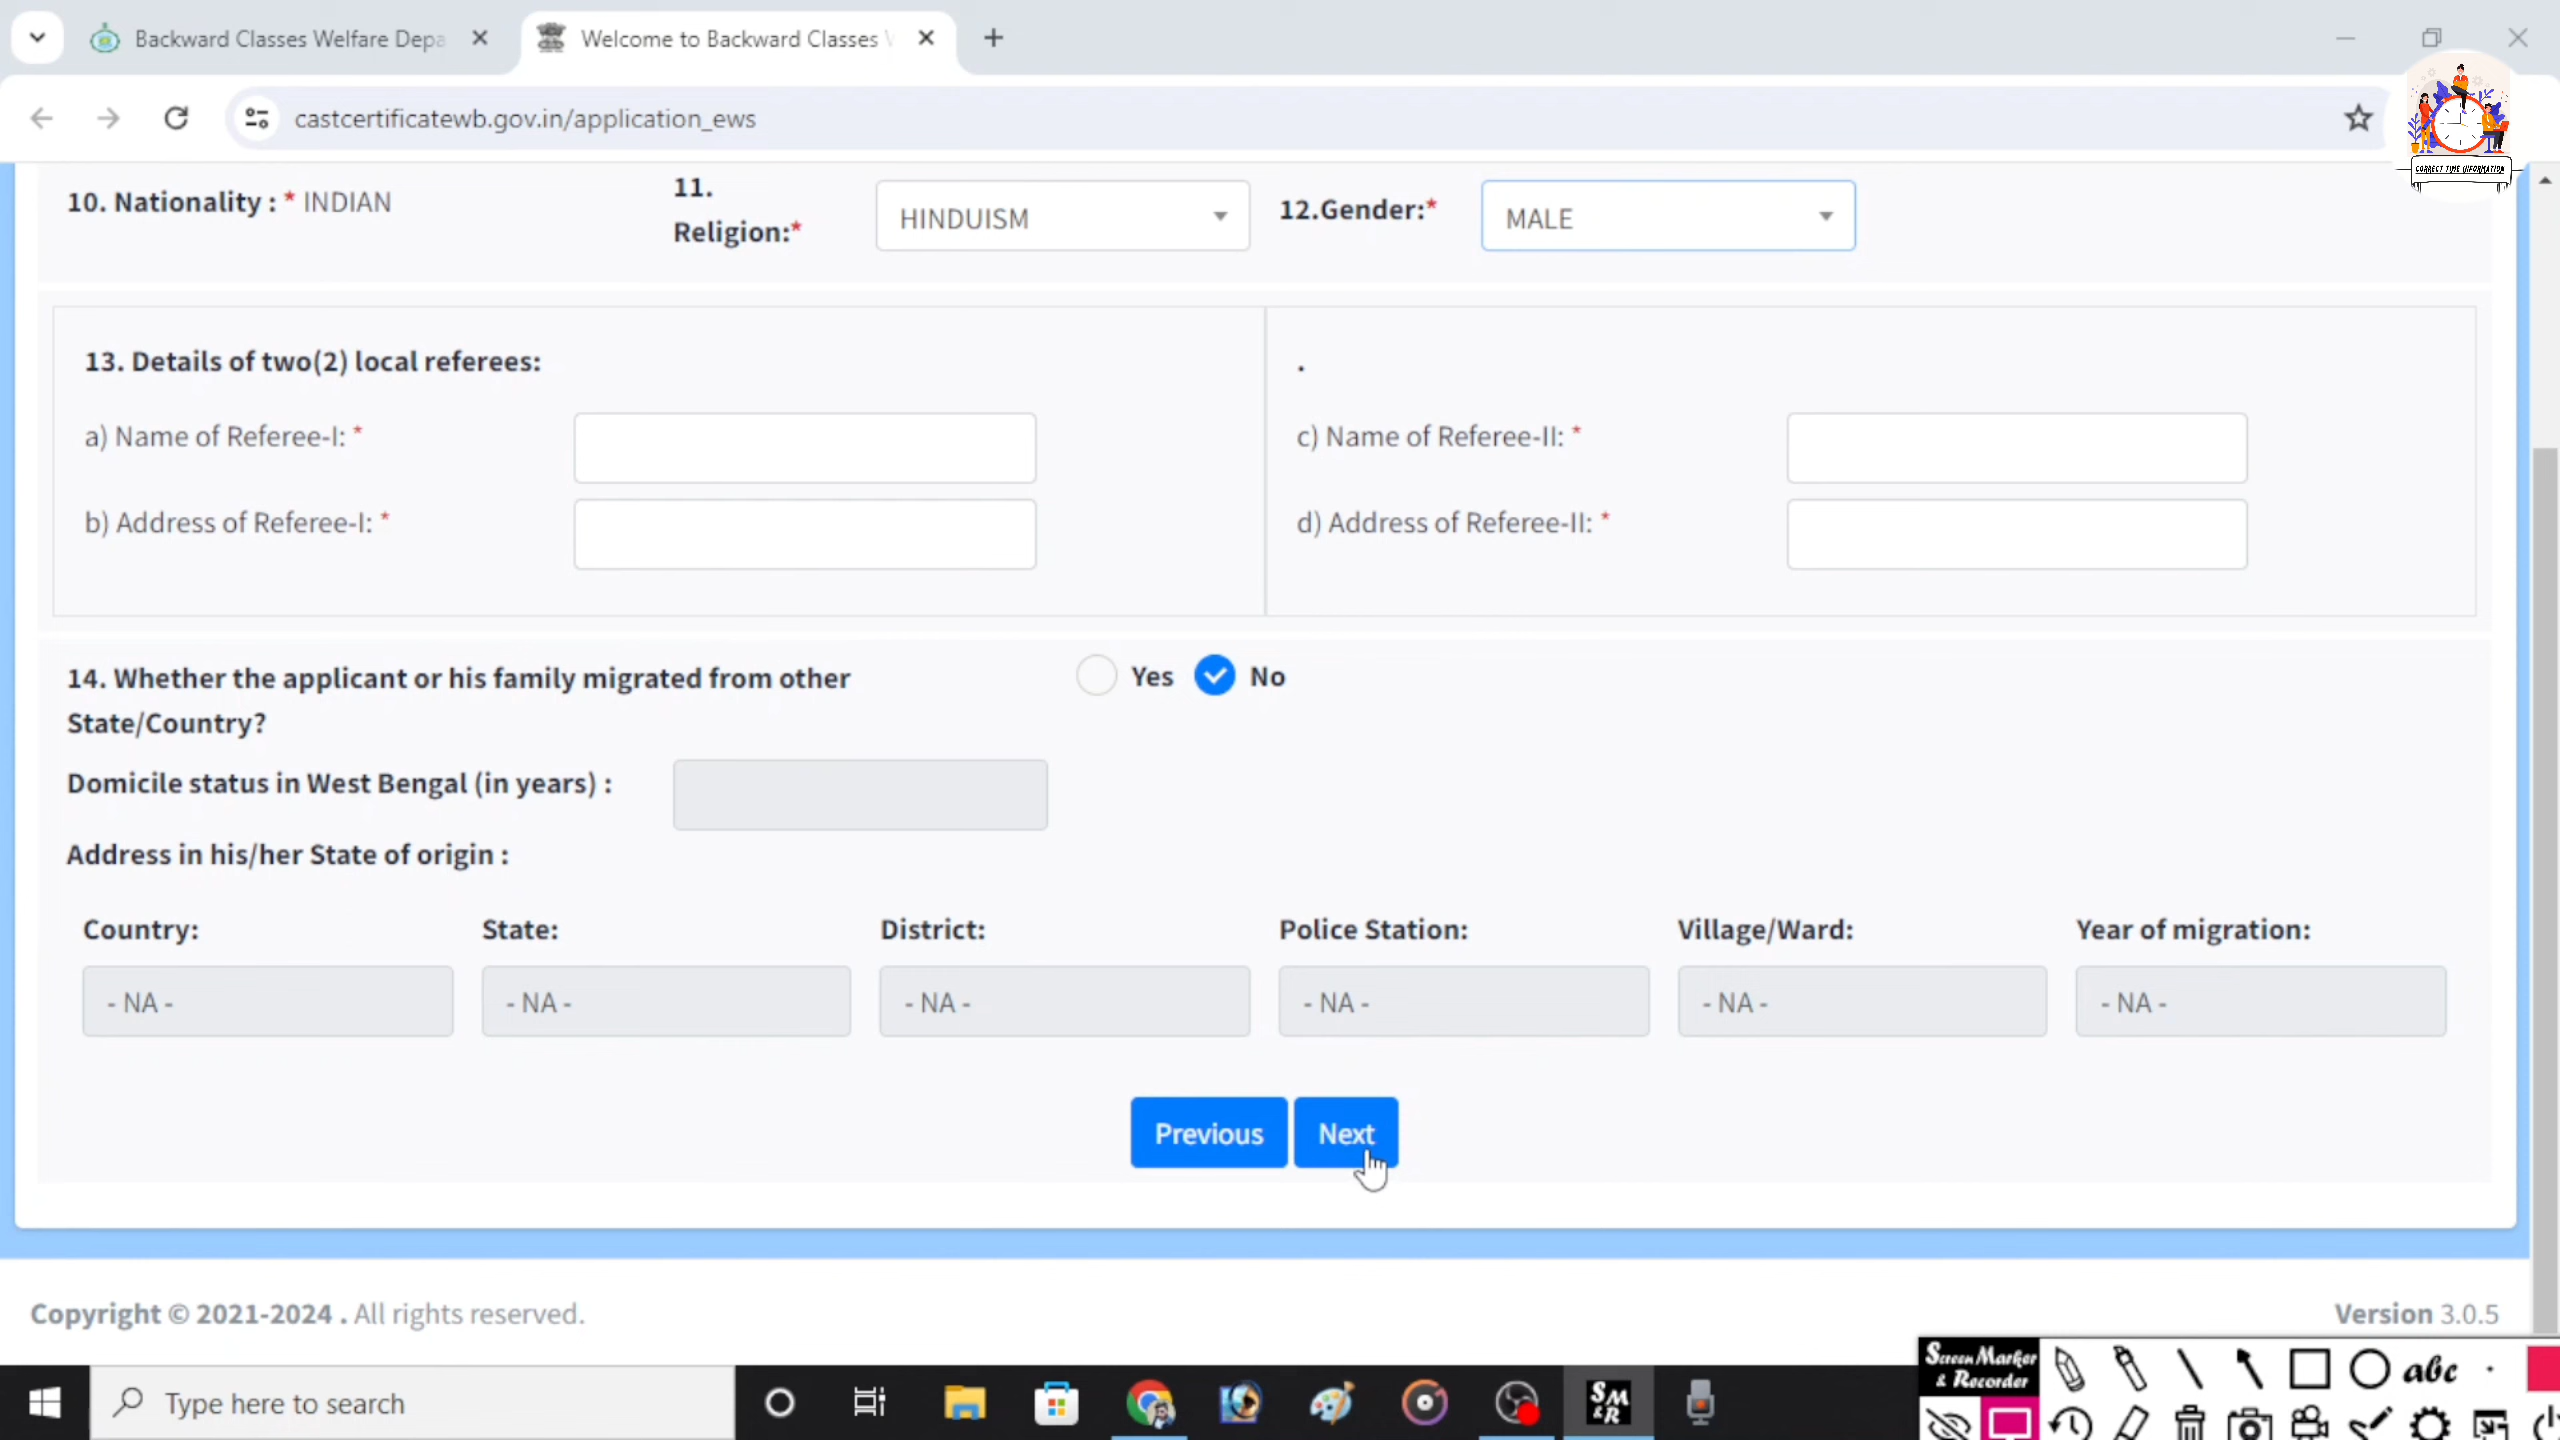 Backward Classes Welfare Depa
Welcome to Backward Classes W
castcertificatewb.gov.in/application_ews
CORRECT TIME INFORMATION
10. Nationality : * INDIAN
11. Religion:*
HINDUISM
12.Gender:*
MALE
13. Details of two(2) local referees:
.
a) Name of Referee-I: *
c) Name of Referee-II: *
b) Address of Referee-I: *
d) Address of Referee-II: *
14. Whether the applicant or his family migrated from other
State/Country?
Yes
No
Domicile status in West Bengal (in years) :
Address in his/her State of origin :
Country: State: District: Police Station: Village/Ward: Year of migration:
- NA - - NA - - NA - - NA - - NA - - NA -
Previous Next
Copyright © 2021-2024 . All rights reserved.
Version 3.0.5
Screen Marker
& Recorder
abc
Type here to search
SM
&R